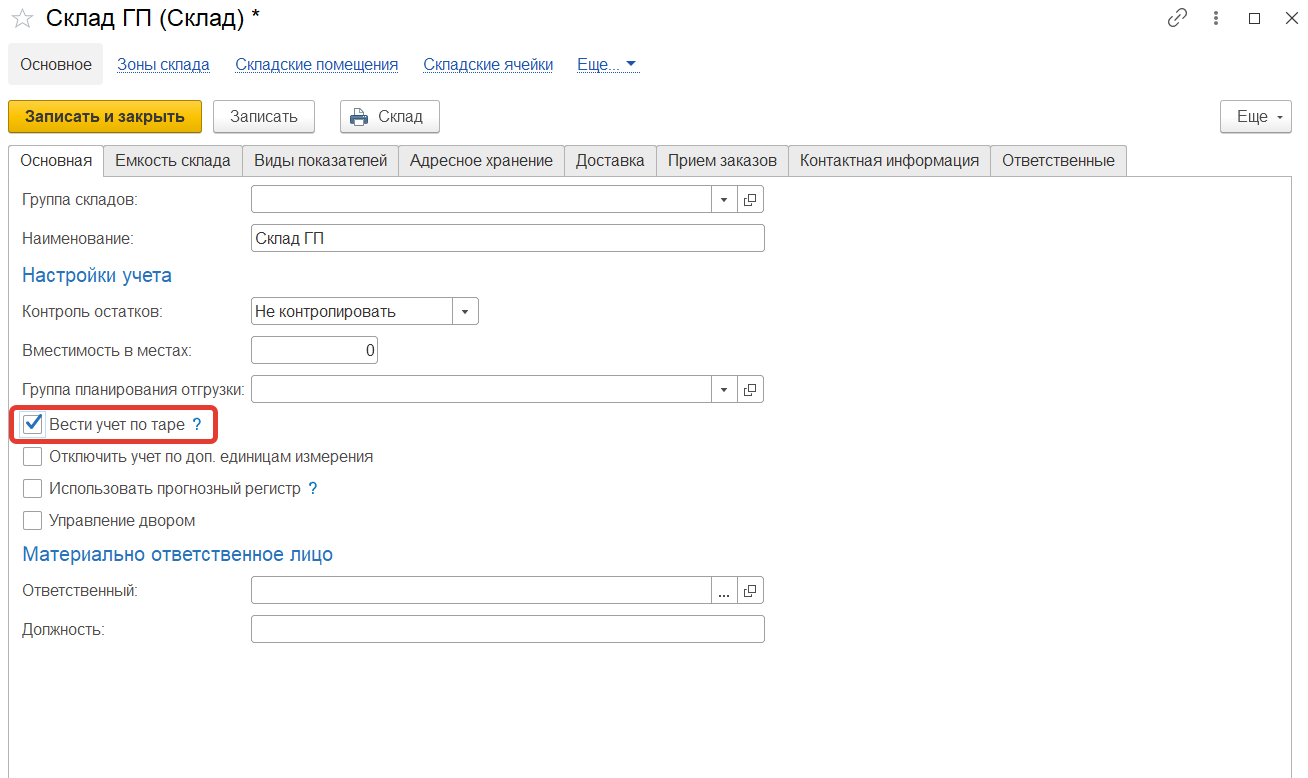 Склад ГП (Склад) *
Основное Зоны склада Складские помещения Складские ячейки Еще...
Записать и закрыть Записать Склад Еще
Основная Емкость склада Виды показателей Адресное хранение Доставка Прием заказов Контактная информация Ответственные
Группа складов:
Наименование: Склад ГП
Настройки учета
Контроль остатков: Не контролировать
Вместимость в местах: 0
Группа планирования отгрузки:
Вести учет по таре ?
Отключить учет по доп. единицам измерения
Использовать прогнозный регистр ?
Управление двором
Материально ответственное лицо
Ответственный: ...
Должность: